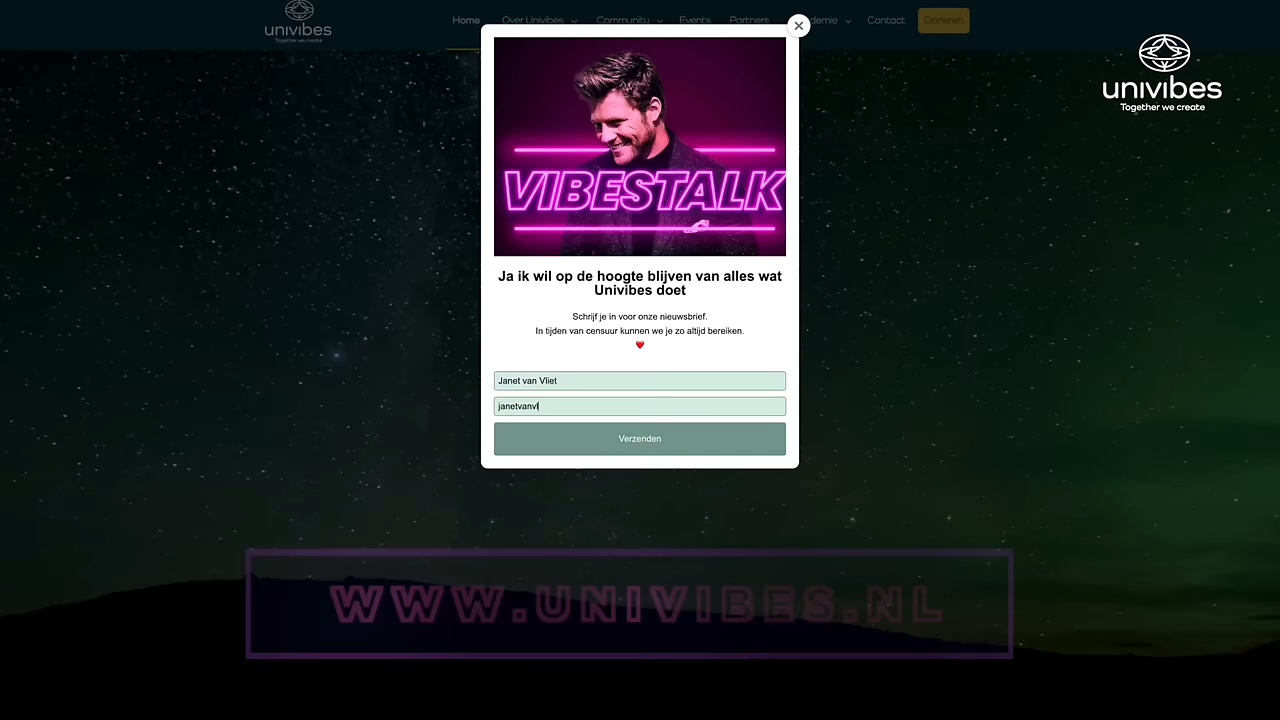 univibes
Together we create
Home
Over Univibes
Community
Events
Partners
demie
Contact
Doneren
univibes
Together we create
VIBESTALK
Ja ik wil op de hoogte blijven van alles wat
Univibes doet
Schrijf je in voor onze nieuwsbrief.
In tijden van censuur kunnen we je zo altijd bereiken.
Janet van Vliet
janetvanvl
Verzenden
WWW.UNIVIBES.NL